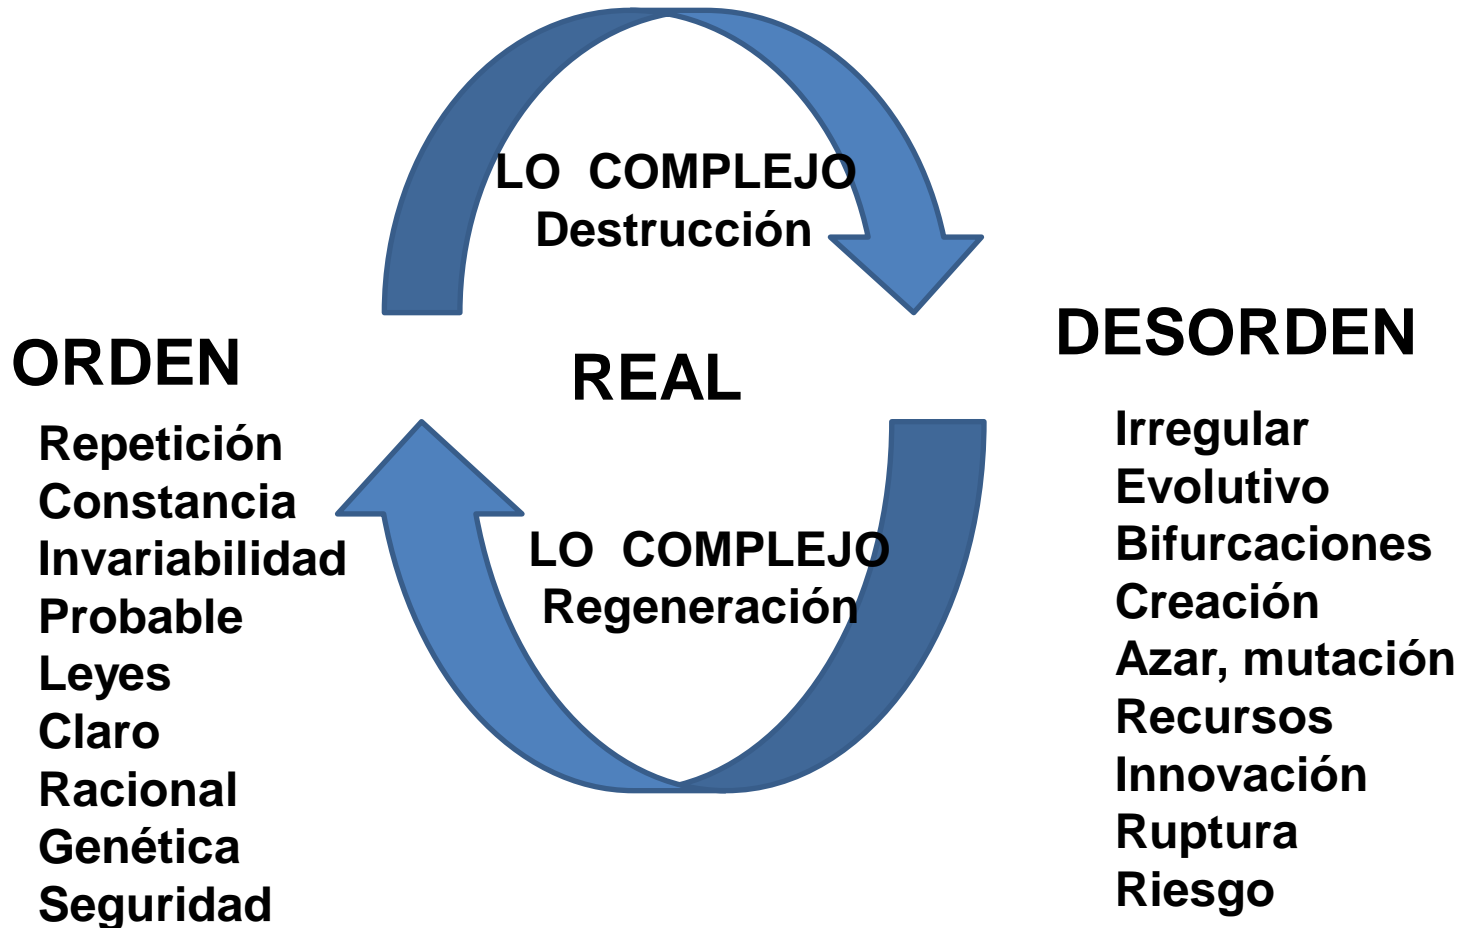 LO COMPLEJO
Destrucción
ORDEN
REAL
DESORDEN
Repetición
Constancia
Invariabilidad
Probable
Leyes
Claro
Racional
Genética
Seguridad
LO COMPLEJO
Regeneración
Irregular
Evolutivo
Bifurcaciones
Creación
Azar, mutación
Recursos
Innovación
Ruptura
Riesgo